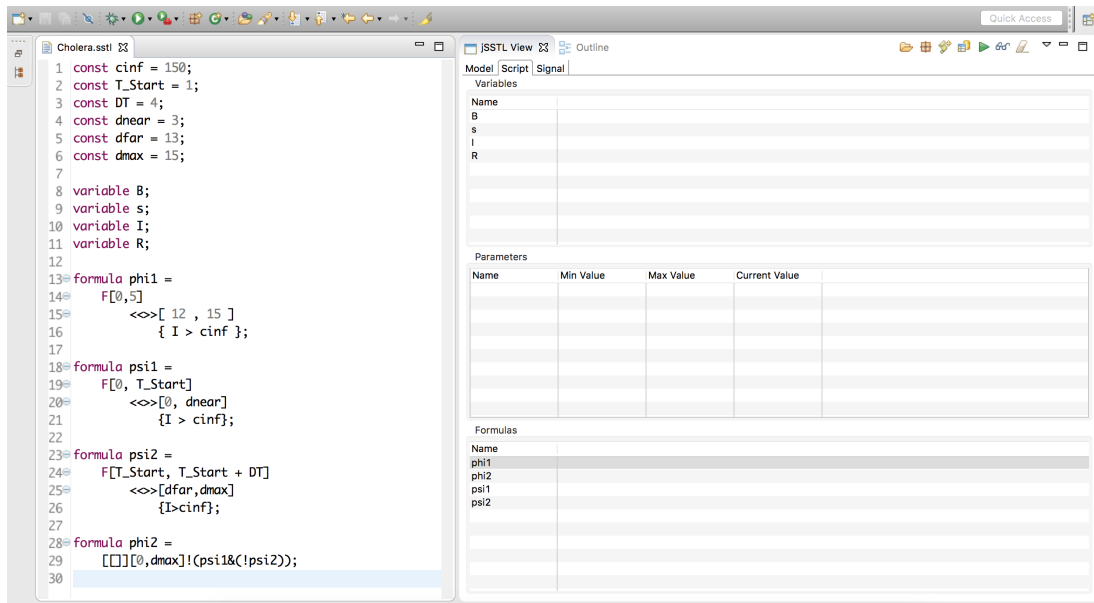 Quick Access
Cholera.sstl
1 const cinf = 150;
2 const T_Start = 1;
3 const DT = 4;
4 const dnear = 3;
5 const dfar = 13;
6 const dmax = 15;
7
8 variable B;
9 variable s;
10 variable I;
11 variable R;
12
13 formula phi1 =
14 F[0,5]
15 <<>>[ 12 , 15 ]
16 { I > cinf };
17
18 formula psi1 =
19 F[0, T_Start]
20 <<>>[0, dnear]
21 {I > cinf};
22
23 formula psi2 =
24 F[T_Start, T_Start + DT]
25 <<>>[dfar,dmax]
26 {I>cinf};
27
28 formula phi2 =
29 [[]][0,dmax]!(psi1&(!psi2));
30
jSSTL View Outline
Model Script Signal
Variables
Name
B
s
I
R
Parameters
Name Min Value Max Value Current Value
Formulas
Name
phi1
phi2
psi1
psi2